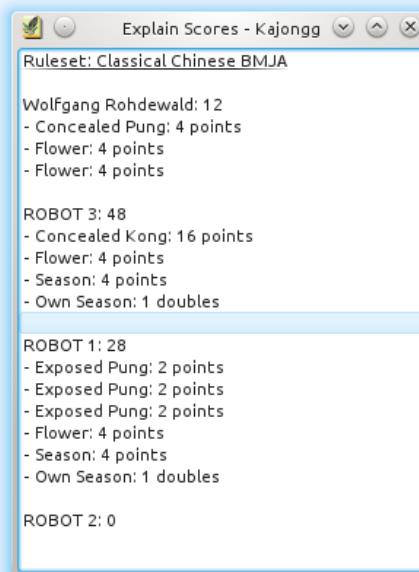 Explain Scores - Kajongg
Ruleset: Classical Chinese BMJA
Wolfgang Rohdewald: 12
- Concealed Pung: 4 points
- Flower: 4 points
- Flower: 4 points
ROBOT 3: 48
- Concealed Kong: 16 points
- Flower: 4 points
- Season: 4 points
- Own Season: 1 doubles
ROBOT 1: 28
- Exposed Pung: 2 points
- Exposed Pung: 2 points
- Exposed Pung: 2 points
- Flower: 4 points
- Season: 4 points
- Own Season: 1 doubles
ROBOT 2: 0